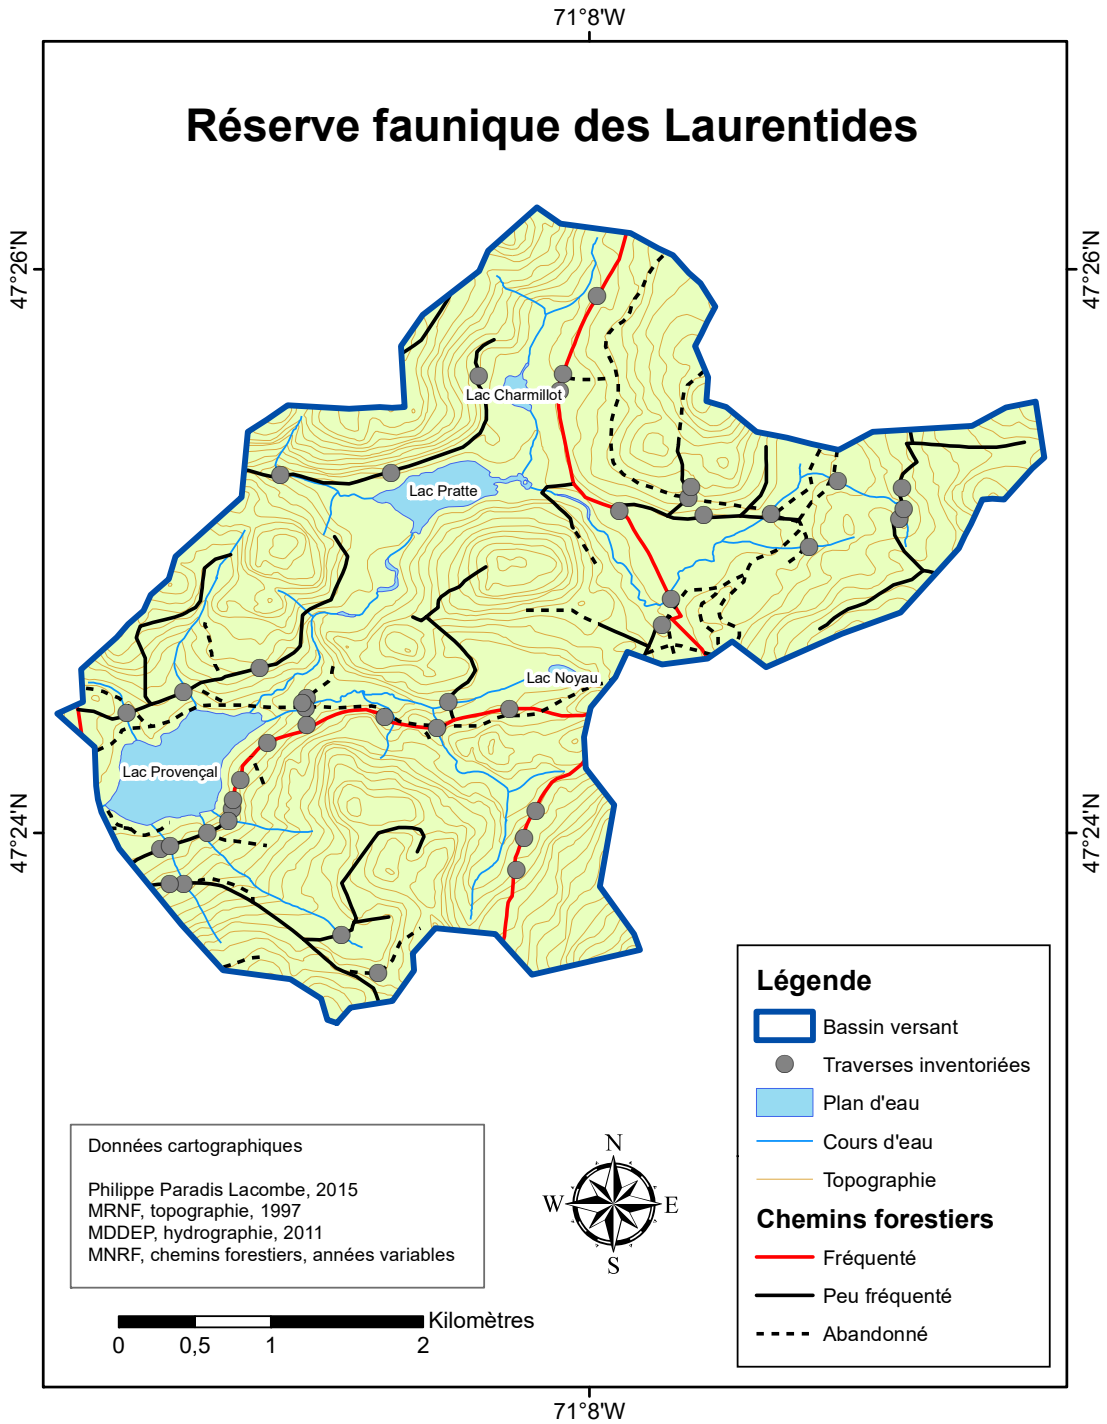 71°8'W
Réserve faunique des Laurentides
47°26'N
47°26'N
Lac Charmillot
Lac Pratte
Lac Noyau
Lac Provençal
47°24'N
47°24'N
Légende
Bassin versant
Traverses inventoriées
Plan d'eau
Cours d'eau
Topographie
Chemins forestiers
Fréquenté
Peu fréquenté
Abandonné
Données cartographiques
Philippe Paradis Lacombe, 2015
MRNF, topographie, 1997
MDDEP, hydrographie, 2011
MNRF, chemins forestiers, années variables
N
W E
S
Kilomètres
0 0,5 1 2
71°8'W